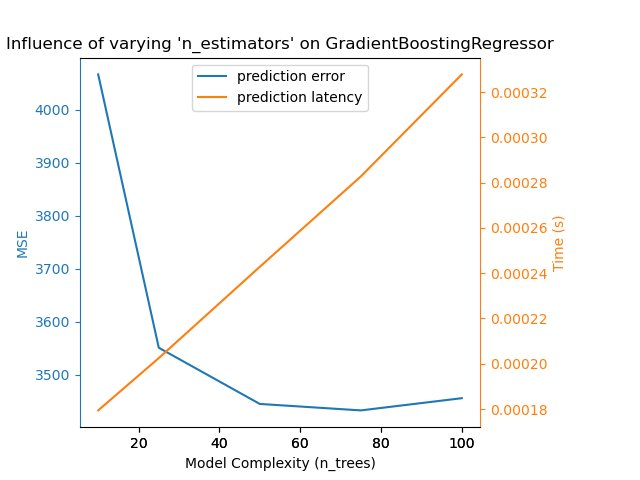 Influence of varying 'n_estimators' on GradientBoostingRegressor
prediction error
prediction latency
4000
3900
3800
3700
3600
3500
MSE
0.00032
0.00030
0.00028
0.00026
0.00024
0.00022
0.00020
0.00018
Time (s)
20 40 60 80 100
Model Complexity (n_trees)